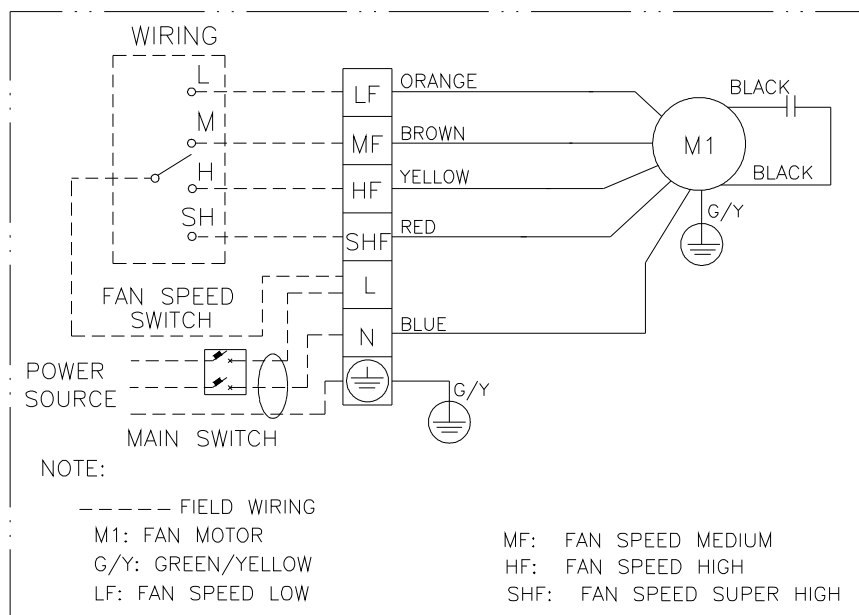 WIRING
L
M
H
SH
FAN SPEED
SWITCH
POWER
SOURCE
MAIN SWITCH
LF
MF
HF
SHF
L
N
ORANGE
BROWN
YELLOW
RED
BLUE
G/Y
M1
BLACK
BLACK
G/Y
NOTE:
FIELD WIRING
M1: FAN MOTOR
G/Y: GREEN/YELLOW
LF: FAN SPEED LOW
MF: FAN SPEED MEDIUM
HF: FAN SPEED HIGH
SHF: FAN SPEED SUPER HIGH